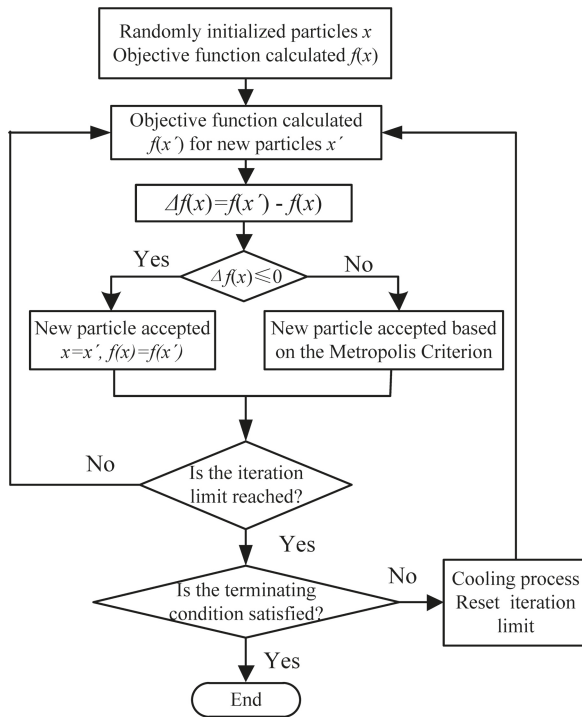 Randomly initialized particles x
Objective function calculated f(x)
Objective function calculated
f(x′) for new particles x′
Δf(x)=f(x′) - f(x)
Yes
Δf(x)≤0
No
New particle accepted
x=x′, f(x)=f(x′)
New particle accepted based
on the Metropolis Criterion
No
Is the iteration
limit reached?
Yes
Is the terminating
condition satisfied?
No
Cooling process
Reset iteration
limit
Yes
End